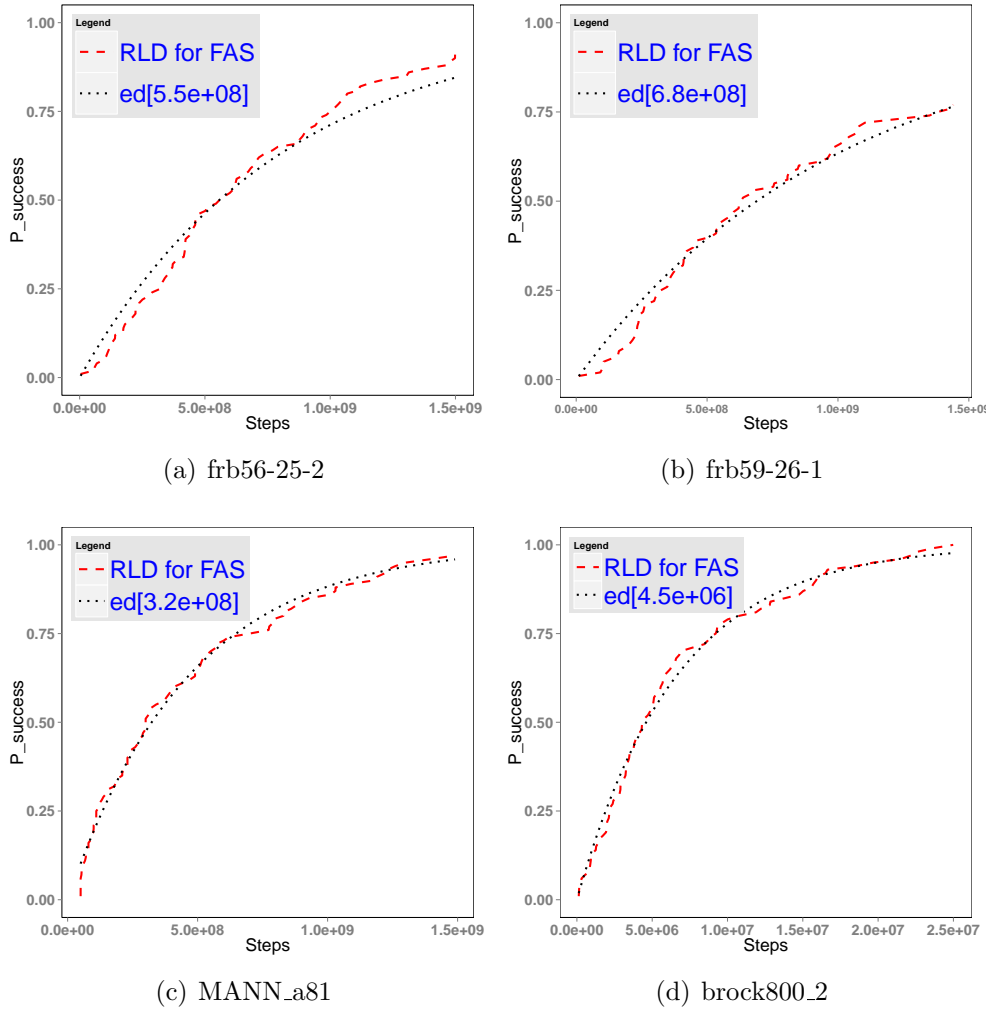 Legend
RLD for FAS
ed[5.5e+08]
P_success
1.00
0.75
0.50
0.25
0.00
0.0e+00 5.0e+08 1.0e+09 1.5e+09
Steps
(a) frb56-25-2
Legend
RLD for FAS
ed[6.8e+08]
P_success
1.00
0.75
0.50
0.25
0.00
0.0e+00 5.0e+08 1.0e+09 1.5e+09
Steps
(b) frb59-26-1
Legend
RLD for FAS
ed[3.2e+08]
P_success
1.00
0.75
0.50
0.25
0.00
0.0e+00 5.0e+08 1.0e+09 1.5e+09
Steps
(c) MANN_a81
Legend
RLD for FAS
ed[4.5e+06]
P_success
1.00
0.75
0.50
0.25
0.00
0.0e+00 5.0e+06 1.0e+07 1.5e+07 2.0e+07 2.5e+07
Steps
(d) brock800_2